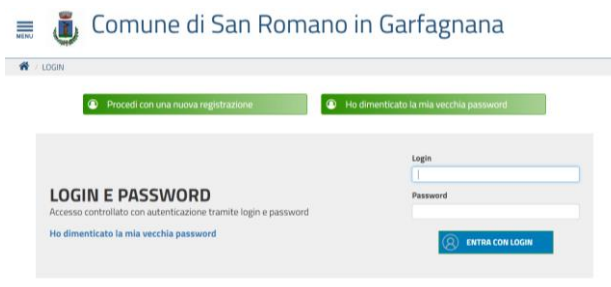 MENU
Comune di San Romano in Garfagnana
/ LOGIN
Procedi con una nuova registrazione
Ho dimenticato la mia vecchia password
Login
LOGIN E PASSWORD
Accesso controllato con autenticazione tramite login e password
Password
Ho dimenticato la mia vecchia password
ENTRA CON LOGIN